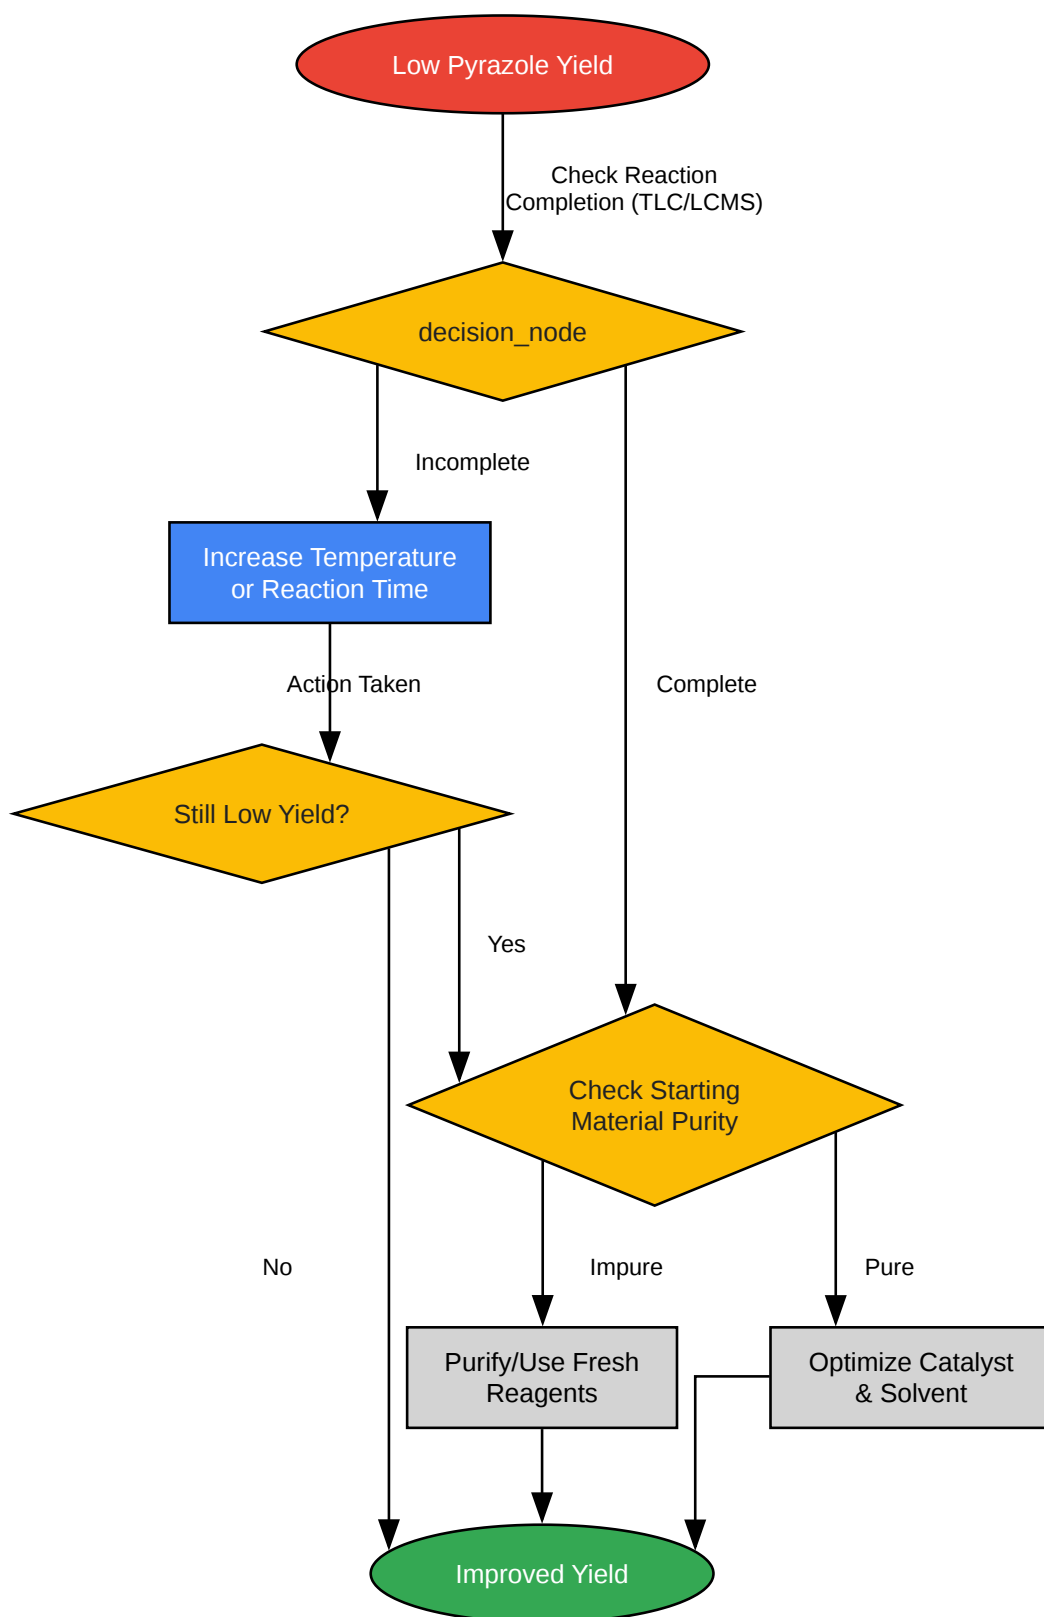 Low Pyrazole Yield
Check Reaction
Completion (TLC/LCMS)
decision_node
Incomplete
Increase Temperature
or Reaction Time
Action Taken
Complete
Still Low Yield?
Yes
Check Starting
Material Purity
No
Impure
Pure
Purify/Use Fresh
Reagents
Optimize Catalyst
& Solvent
Improved Yield